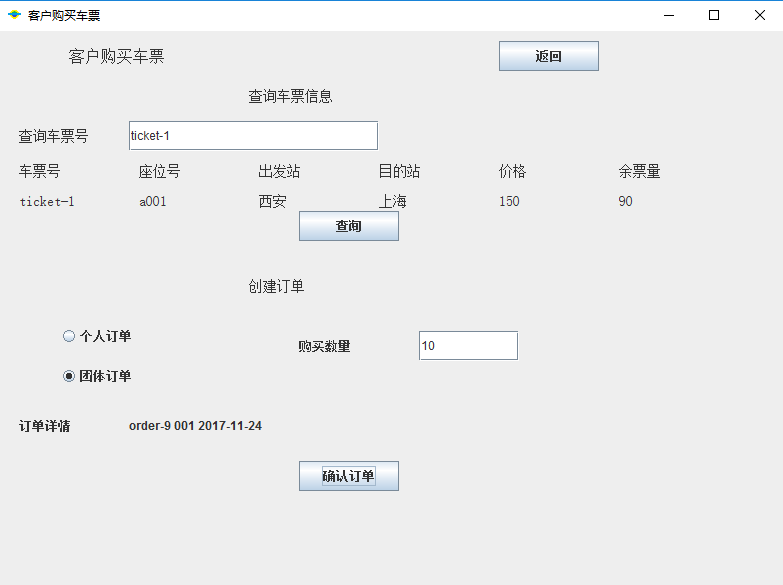 客户购买车票
客户购买车票 返回
查询车票信息
查询车票号 ticket-1
车票号 座位号 出发站 目的站 价格 余票量
ticket-1 a001 西安 上海 150 90
查询
创建订单
个人订单 购买数量 10
团体订单
订单详情 order-9 001 2017-11-24
确认订单